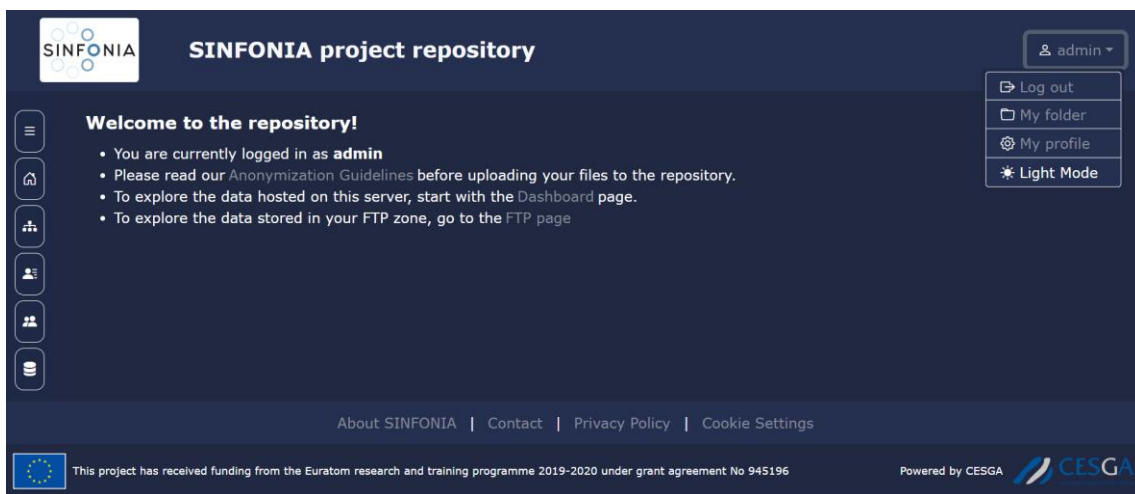 SINFONIA
SINFONIA project repository
admin
Log out
My folder
My profile
Light Mode
Welcome to the repository!
• You are currently logged in as admin
• Please read our Anonymization Guidelines before uploading your files to the repository.
• To explore the data hosted on this server, start with the Dashboard page.
• To explore the data stored in your FTP zone, go to the FTP page
About SINFONIA | Contact | Privacy Policy | Cookie Settings
This project has received funding from the Euratom research and training programme 2019-2020 under grant agreement No 945196
Powered by CESGA
CESGA